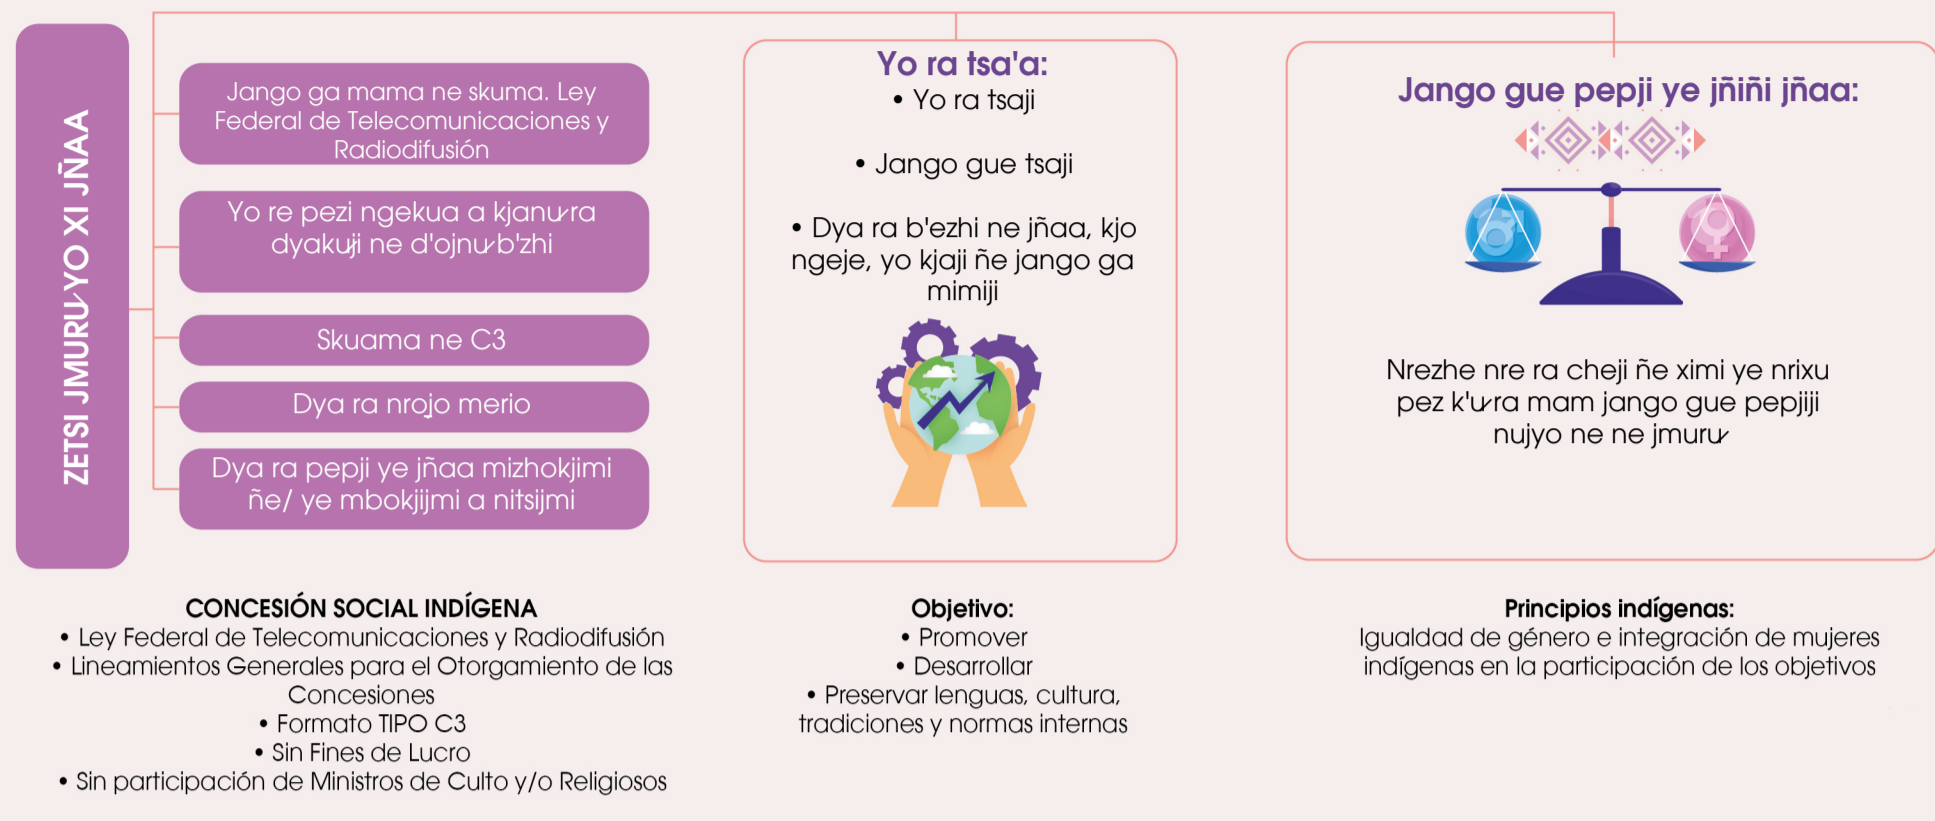 ZETSI JMURUꞏ YO XI JÑAA
Jango ga mama ne skuma. Ley
Federal de Telecomunicaciones y
Radiodifusión
Yo re pezi ngekua a kjanuꞏ ra
dyakuji ne d'ojnuꞏ b'zhi
Skuama ne C3
Dya ra nrojo merio
Dya ra pepji ye jñaa mizhokjimi
ñe/ ye mbokjijmi a nitsijmi
Yo ra tsa'a:
• Yo ra tsaji
• Jango gue tsaji
• Dya ra b'ezhi ne jñaa, kjo
ngeje, yo kjaji ñe jango ga
mimiji
Jango gue pepji ye jñiñi jñaa:
Nrezhe nre ra cheji ñe ximi ye nrixu
pez k'uꞏ ra mam jango gue pepjiji
nujyo ne ne jmuruꞏ
CONCESIÓN SOCIAL INDÍGENA
• Ley Federal de Telecomunicaciones y Radiodifusión
• Lineamientos Generales para el Otorgamiento de las
Concesiones
• Formato TIPO C3
• Sin Fines de Lucro
• Sin participación de Ministros de Culto y/o Religiosos
Objetivo:
• Promover
• Desarrollar
• Preservar lenguas, cultura,
tradiciones y normas internas
Principios indígenas:
Igualdad de género e integración de mujeres
indígenas en la participación de los objetivos